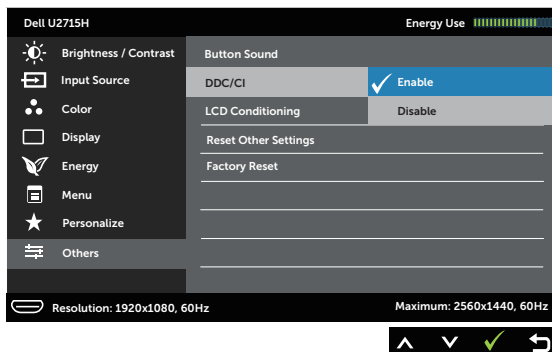 Dell U2715H
Energy Use
Brightness / Contrast
Button Sound
Input Source
DDC/CI
Enable
Color
LCD Conditioning
Disable
Display
Reset Other Settings
Energy
Factory Reset
Menu
Personalize
Others
Resolution: 1920x1080, 60Hz
Maximum: 2560x1440, 60Hz